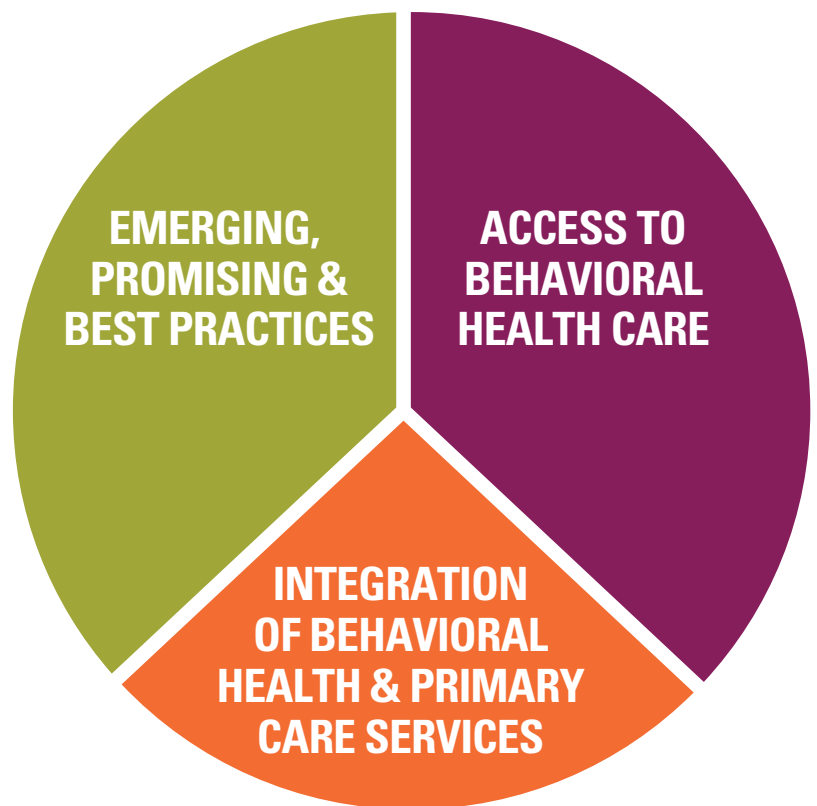 EMERGING,
PROMISING &
BEST PRACTICES
ACCESS TO
BEHAVIORAL
HEALTH CARE
INTEGRATION
OF BEHAVIORAL
HEALTH & PRIMARY
CARE SERVICES